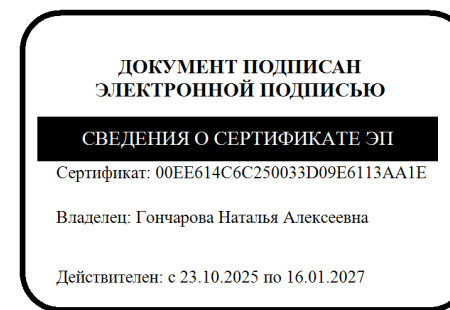 ДОКУМЕНТ ПОДПИСАН
ЭЛЕКТРОННОЙ ПОДПИСЬЮ
СВЕДЕНИЯ О СЕРТИФИКАТЕ ЭП
Сертификат: 00EE614C6C250033D09E6113AA1E
Владелец: Гончарова Наталья Алексеевна
Действителен: с 23.10.2025 по 16.01.2027